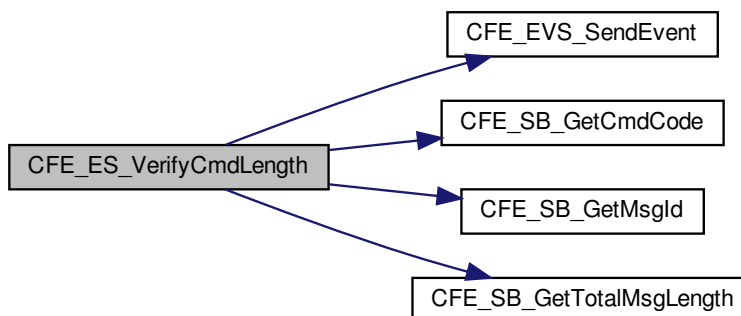 CFE_EVS_SendEvent
CFE_SB_GetCmdCode
CFE_ES_VerifyCmdLength
CFE_SB_GetMsgId
CFE_SB_GetTotalMsgLength